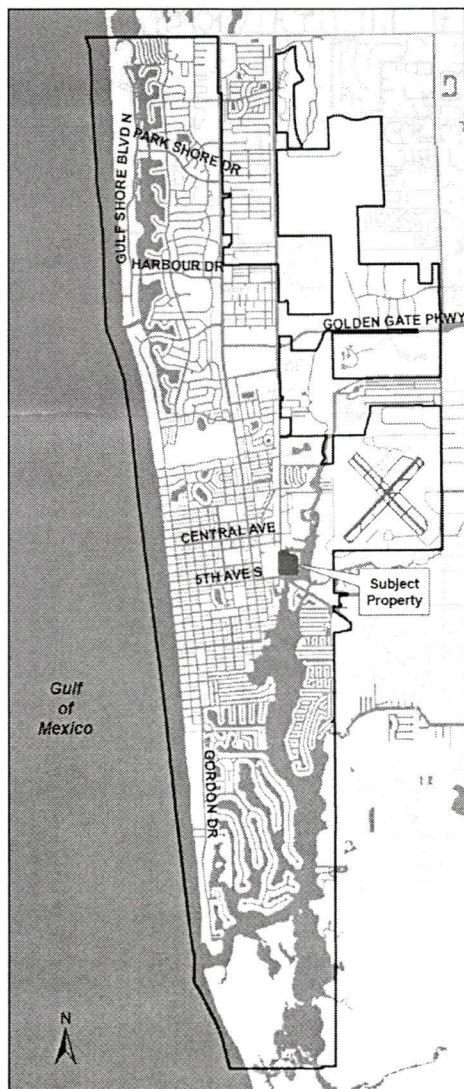 PARK SHORE DR
GULF SHORE BLVD N
HARBOUR DR
GOLDEN GATE PKWY
CENTRAL AVE
5TH AVE S
Subject
Property
Gulf
of
Mexico
GORDON DR
N